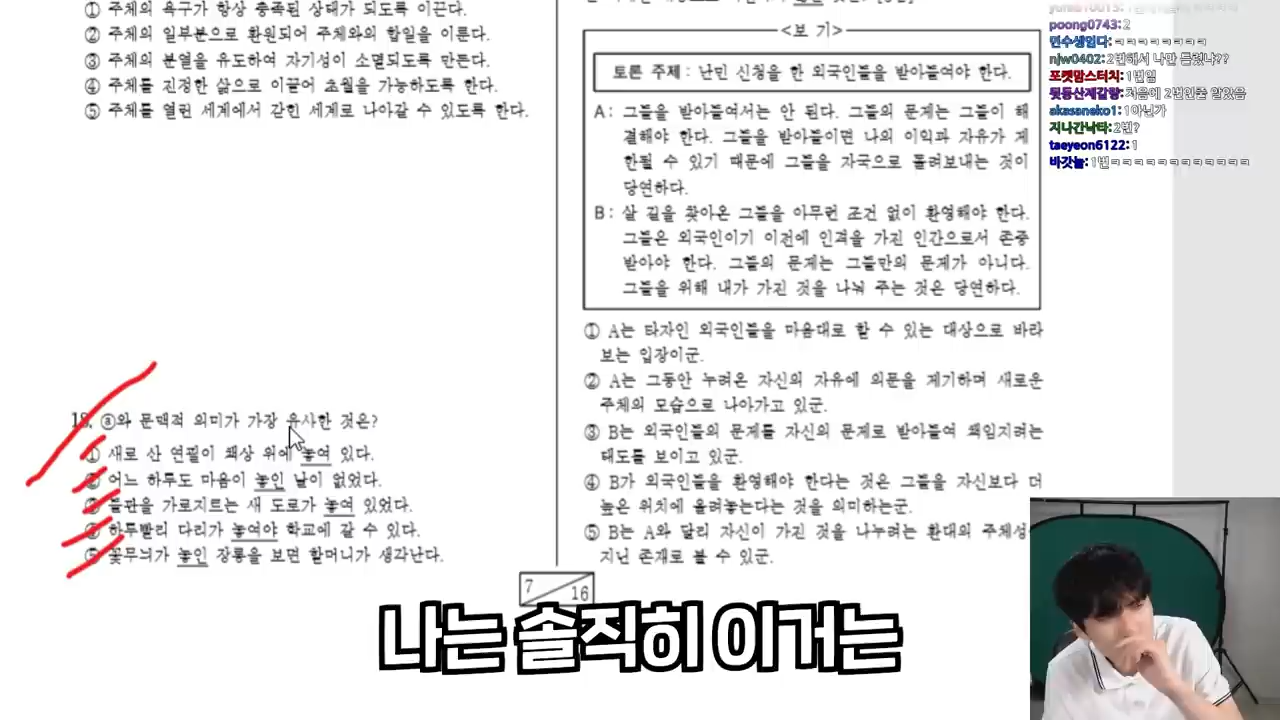 ① 주체의 욕구가 항상 충족된 상태가 되도록 이끈다.
② 주체의 일부분으로 환원되어 주체와의 합일을 이룬다.
③ 주체의 분열을 유도하여 자기성이 소멸되도록 만든다.
④ 주체를 진정한 삶으로 이끌어 초월을 가능하도록 한다.
⑤ 주체를 열린 세계에서 갇힌 세계로 나아갈 수 있도록 한다.
18. ⓐ와 문맥적 의미가 가장 유사한 것은?
① 새로 산 연필이 책상 위에 놓여 있다.
② 어느 하루도 마음이 놓인 날이 없었다.
③ 들판을 가로지르는 새 도로가 놓여 있었다.
④ 하루빨리 다리가 놓여야 학교에 갈 수 있다.
⑤ 꽃무늬가 놓인 장롱을 보면 할머니가 생각난다.
<보 기>
토론 주제 : 난민 신청을 한 외국인들을 받아들여야 한다.
A : 그들을 받아들여서는 안 된다. 그들의 문제는 그들이 해
결해야 한다. 그들을 받아들이면 나의 이익과 자유가 제
한될 수 있기 때문에 그들을 자국으로 돌려보내는 것이
당연하다.
B : 살 길을 찾아온 그들을 아무런 조건 없이 환영해야 한다.
그들은 외국인이기 이전에 인격을 가진 인간으로서 존중
받아야 한다. 그들의 문제는 그들만의 문제가 아니다.
그들을 위해 내가 가진 것을 나눠 주는 것은 당연하다.
① A는 타자인 외국인들을 마음대로 할 수 있는 대상으로 바라
보는 입장이군.
② A는 그동안 누려온 자신의 자유에 의문을 제기하며 새로운
주체의 모습으로 나아가고 있군.
③ B는 외국인들의 문제를 자신의 문제로 받아들여 책임지려는
태도를 보이고 있군.
④ B가 외국인들을 환영해야 한다는 것은 그들을 자신보다 더
높은 위치에 올려놓는다는 것을 의미하는군.
⑤ B는 A와 달리 자신이 가진 것을 나누려는 환대의 주체성
지닌 존재로 볼 수 있군.
7 16
poong0743: 2
민수생입다: ㅋㅋㅋㅋㅋㅋㅋㅋ
njw0402: 2번해서 나만 틀렸냐??
포켓맘스터치: 1번임
뒷동산제갈량: 처음에 2번인줄 알았음
akasaneko1: 1아닌가
지나간낙타: 2번?
taeyeon6122: 1
바깃늘: 1번ㅋㅋㅋㅋㅋㅋㅋㅋㅋㅋㅋㅋ
나는 솔직히 이거는